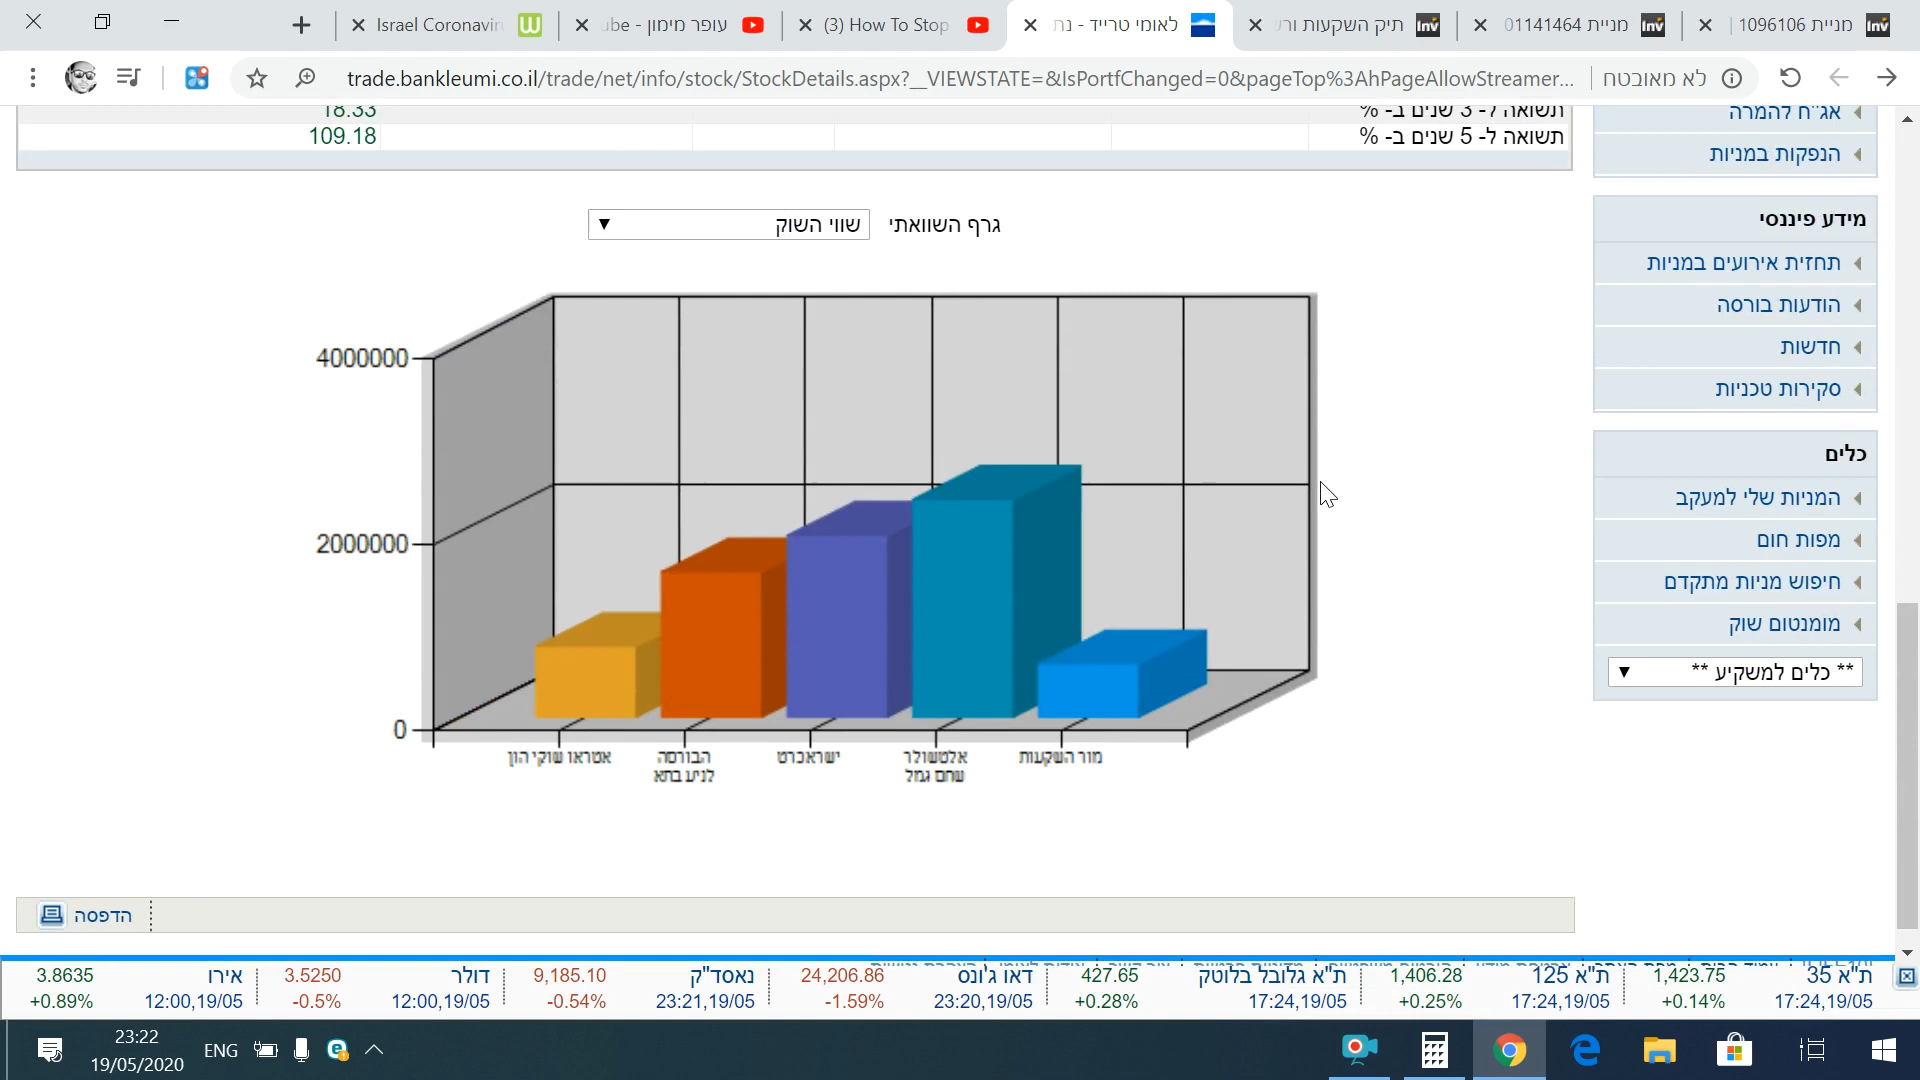 Israel Coronavir
עופר מימון - ube
(3) How To Stop
לאומי טרייד - נת
תיק השקעות ור
מניית 01141464
מניית 1096106
trade.bankleumi.co.il/trade/net/info/stock/StockDetails.aspx?__VIEWSTATE=&IsPortfChanged=0&pageTop%3AhPageAllowStreamer...
לא מאובטח
תשואה ל- 3 שנים ב- % 18.33
תשואה ל- 5 שנים ב- % 109.18
גרף השוואתי
שווי השוק
4000000
2000000
0
אטראו שוקי הון
הבורסה
לניע בתא
ישראכרט
אלטשולר
שחם גמל
מור השקעות
אג"ח להמרה
הנפקות במניות
מידע פיננסי
תחזית אירועים במניות
הודעות בורסה
חדשות
סקירות טכניות
כלים
המניות שלי למעקב
מפות חום
חיפוש מניות מתקדם
מומנטום שוק
** כלים למשקיע **
הדפסה
ת"א 35 1,423.75
17:24,19/05 +0.14%
ת"א 125 1,406.28
17:24,19/05 +0.25%
ת"א גלובל בלוטק 427.65
17:24,19/05 +0.28%
דאו ג'ונס 24,206.86
23:20,19/05 -1.59%
נאסד"ק 9,185.10
23:21,19/05 -0.54%
דולר 3.5250
12:00,19/05 -0.5%
אירו 3.8635
12:00,19/05 +0.89%
23:22
19/05/2020
ENG